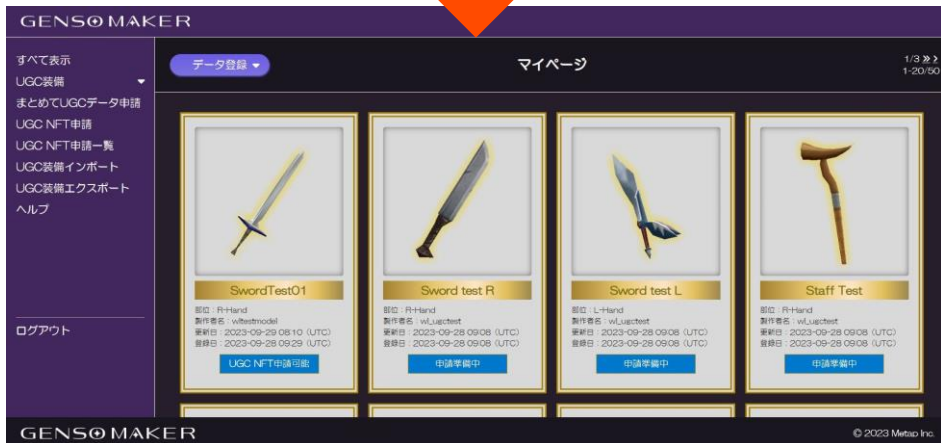 GENSO MAKER
すべて表示
UGC装備
まとめてUGCデータ申請
UGC NFT申請
UGC NFT申請一覧
UGC装備インポート
UGC装備エクスポート
ヘルプ
ログアウト
データ登録
マイページ
1/3
1-20/50
SwordTest01
部位：R-Hand
製作者名：wltestmodel
更新日：2023-09-29 08:10（UTC）
登録日：2023-09-28 09:29（UTC）
UGC NFT申請可能
Sword test R
部位：R-Hand
製作者名：wl_ugctest
更新日：2023-09-28 09:08（UTC）
登録日：2023-09-28 09:08（UTC）
申請準備中
Sword test L
部位：L-Hand
製作者名：wl_ugctest
更新日：2023-09-28 09:08（UTC）
登録日：2023-09-28 09:08（UTC）
申請準備中
Staff Test
部位：R-Hand
製作者名：wl_ugctest
更新日：2023-09-28 09:08（UTC）
登録日：2023-09-28 09:08（UTC）
申請準備中
GENSO MAKER
© 2023 Metap Inc.